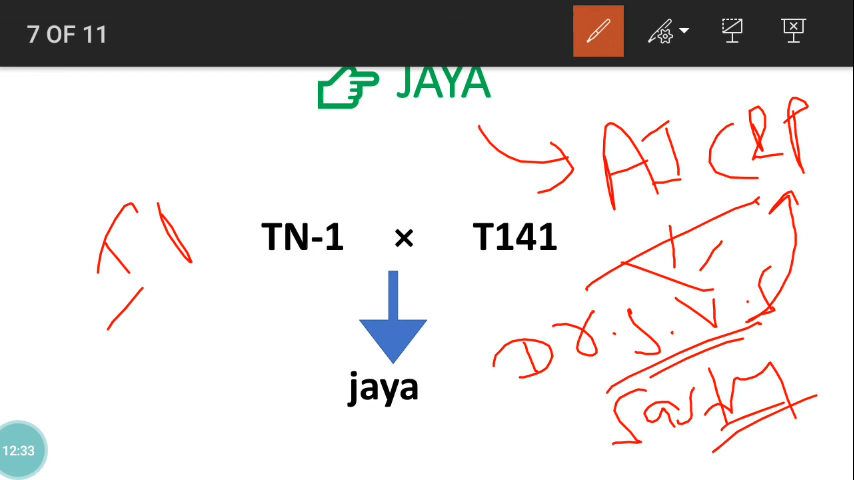 7 OF 11
JAYA
AICRP
TN-1 × T141
Dr. S.V.S
jaya
12:33